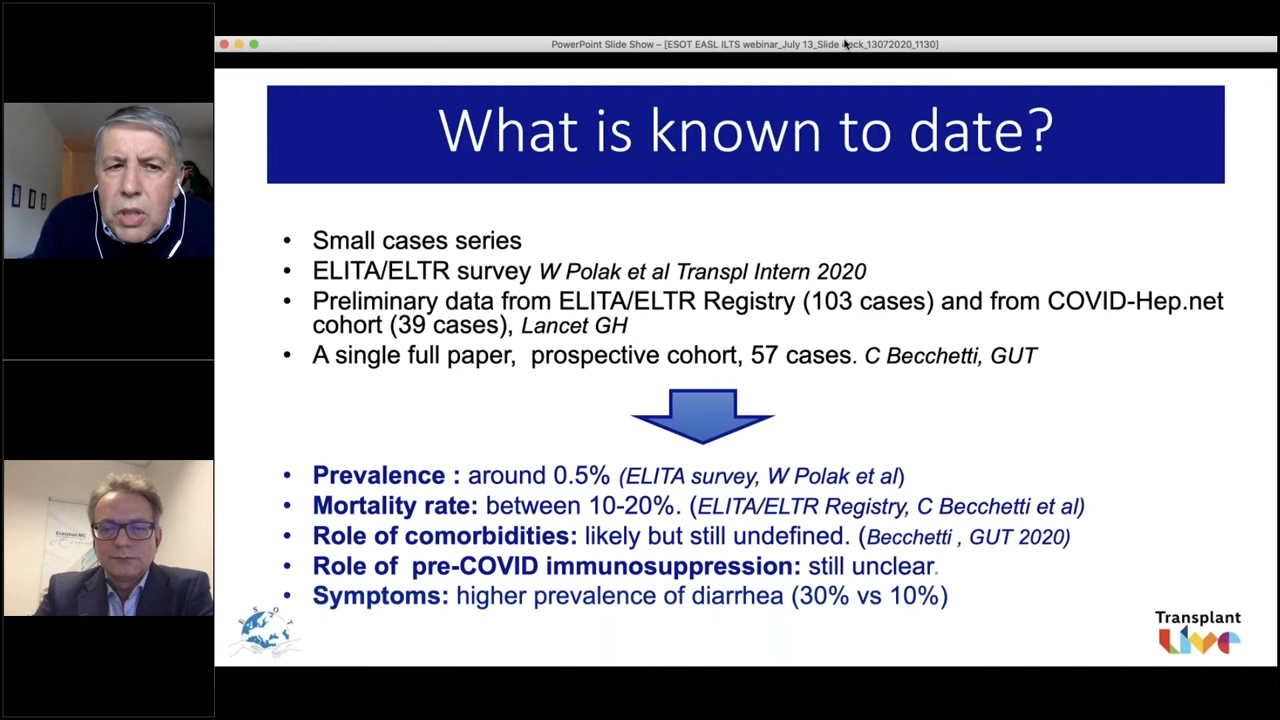 PowerPoint Slide Show – [ESOT EASL ILTS webinar_July 13_Slide ck_13072020_1130]
What is known to date?
• Small cases series
• ELITA/ELTR survey W Polak et al Transpl Intern 2020
• Preliminary data from ELITA/ELTR Registry (103 cases) and from COVID-Hep.net
cohort (39 cases), Lancet GH
• A single full paper, prospective cohort, 57 cases. C Becchetti, GUT
• Prevalence : around 0.5% (ELITA survey, W Polak et al)
• Mortality rate: between 10-20%. (ELITA/ELTR Registry, C Becchetti et al)
• Role of comorbidities: likely but still undefined. (Becchetti , GUT 2020)
• Role of pre-COVID immunosuppression: still unclear.
• Symptoms: higher prevalence of diarrhea (30% vs 10%)
ESOT
Transplant
Live
Erasmus MC